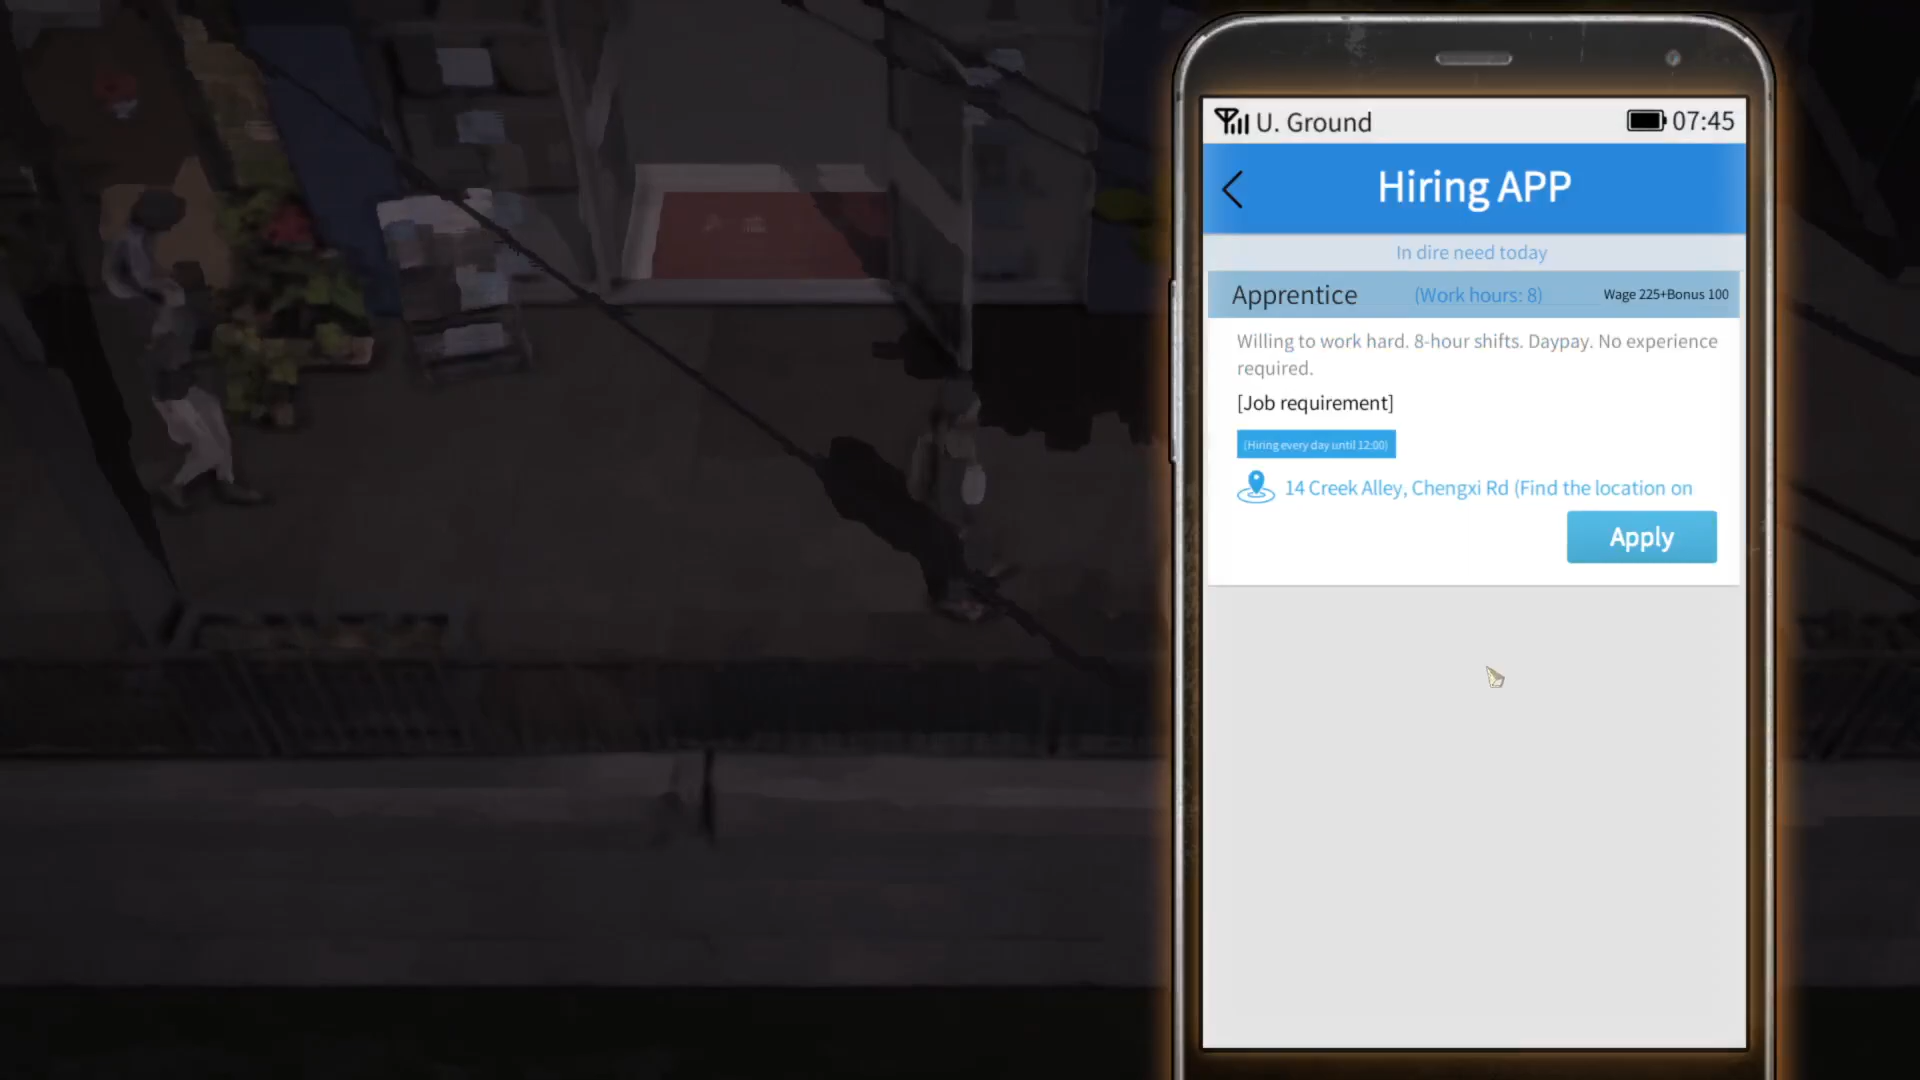 U. Ground 07:45
Hiring APP
In dire need today
Apprentice (Work hours: 8) Wage 225+Bonus 100
Willing to work hard. 8-hour shifts. Daypay. No experience
required.
[Job requirement]
(Hiring every day until 12:00)
14 Creek Alley, Chengxi Rd (Find the location on
Apply